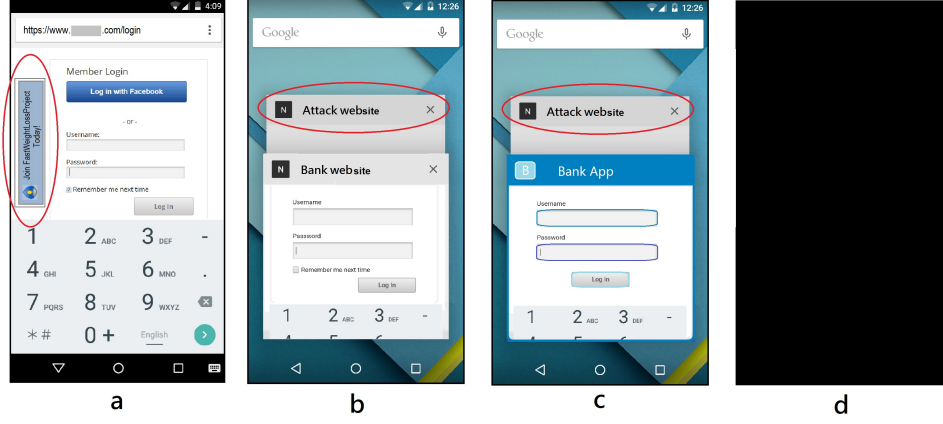 4:09
https://www. .com/login
Member Login
Log in with Facebook
- or -
Username:
Password:
Remember me next time
Log In
Join FastWeightLossProject
Today!
1 2 ABC 3 DEF -
4 GHI 5 JKL 6 MNO .
7 PQRS 8 TUV 9 WXYZ
* # 0 + English
a
12:26
Google
N Attack website ×
N Bank website ×
Username
Password
Remember me next time
Log In
1 2 ABC 3 DEF -
b
12:26
Google
N Attack website ×
B Bank App
Username
Password
Log In
1 2 ABC 3 DEF -
c
d